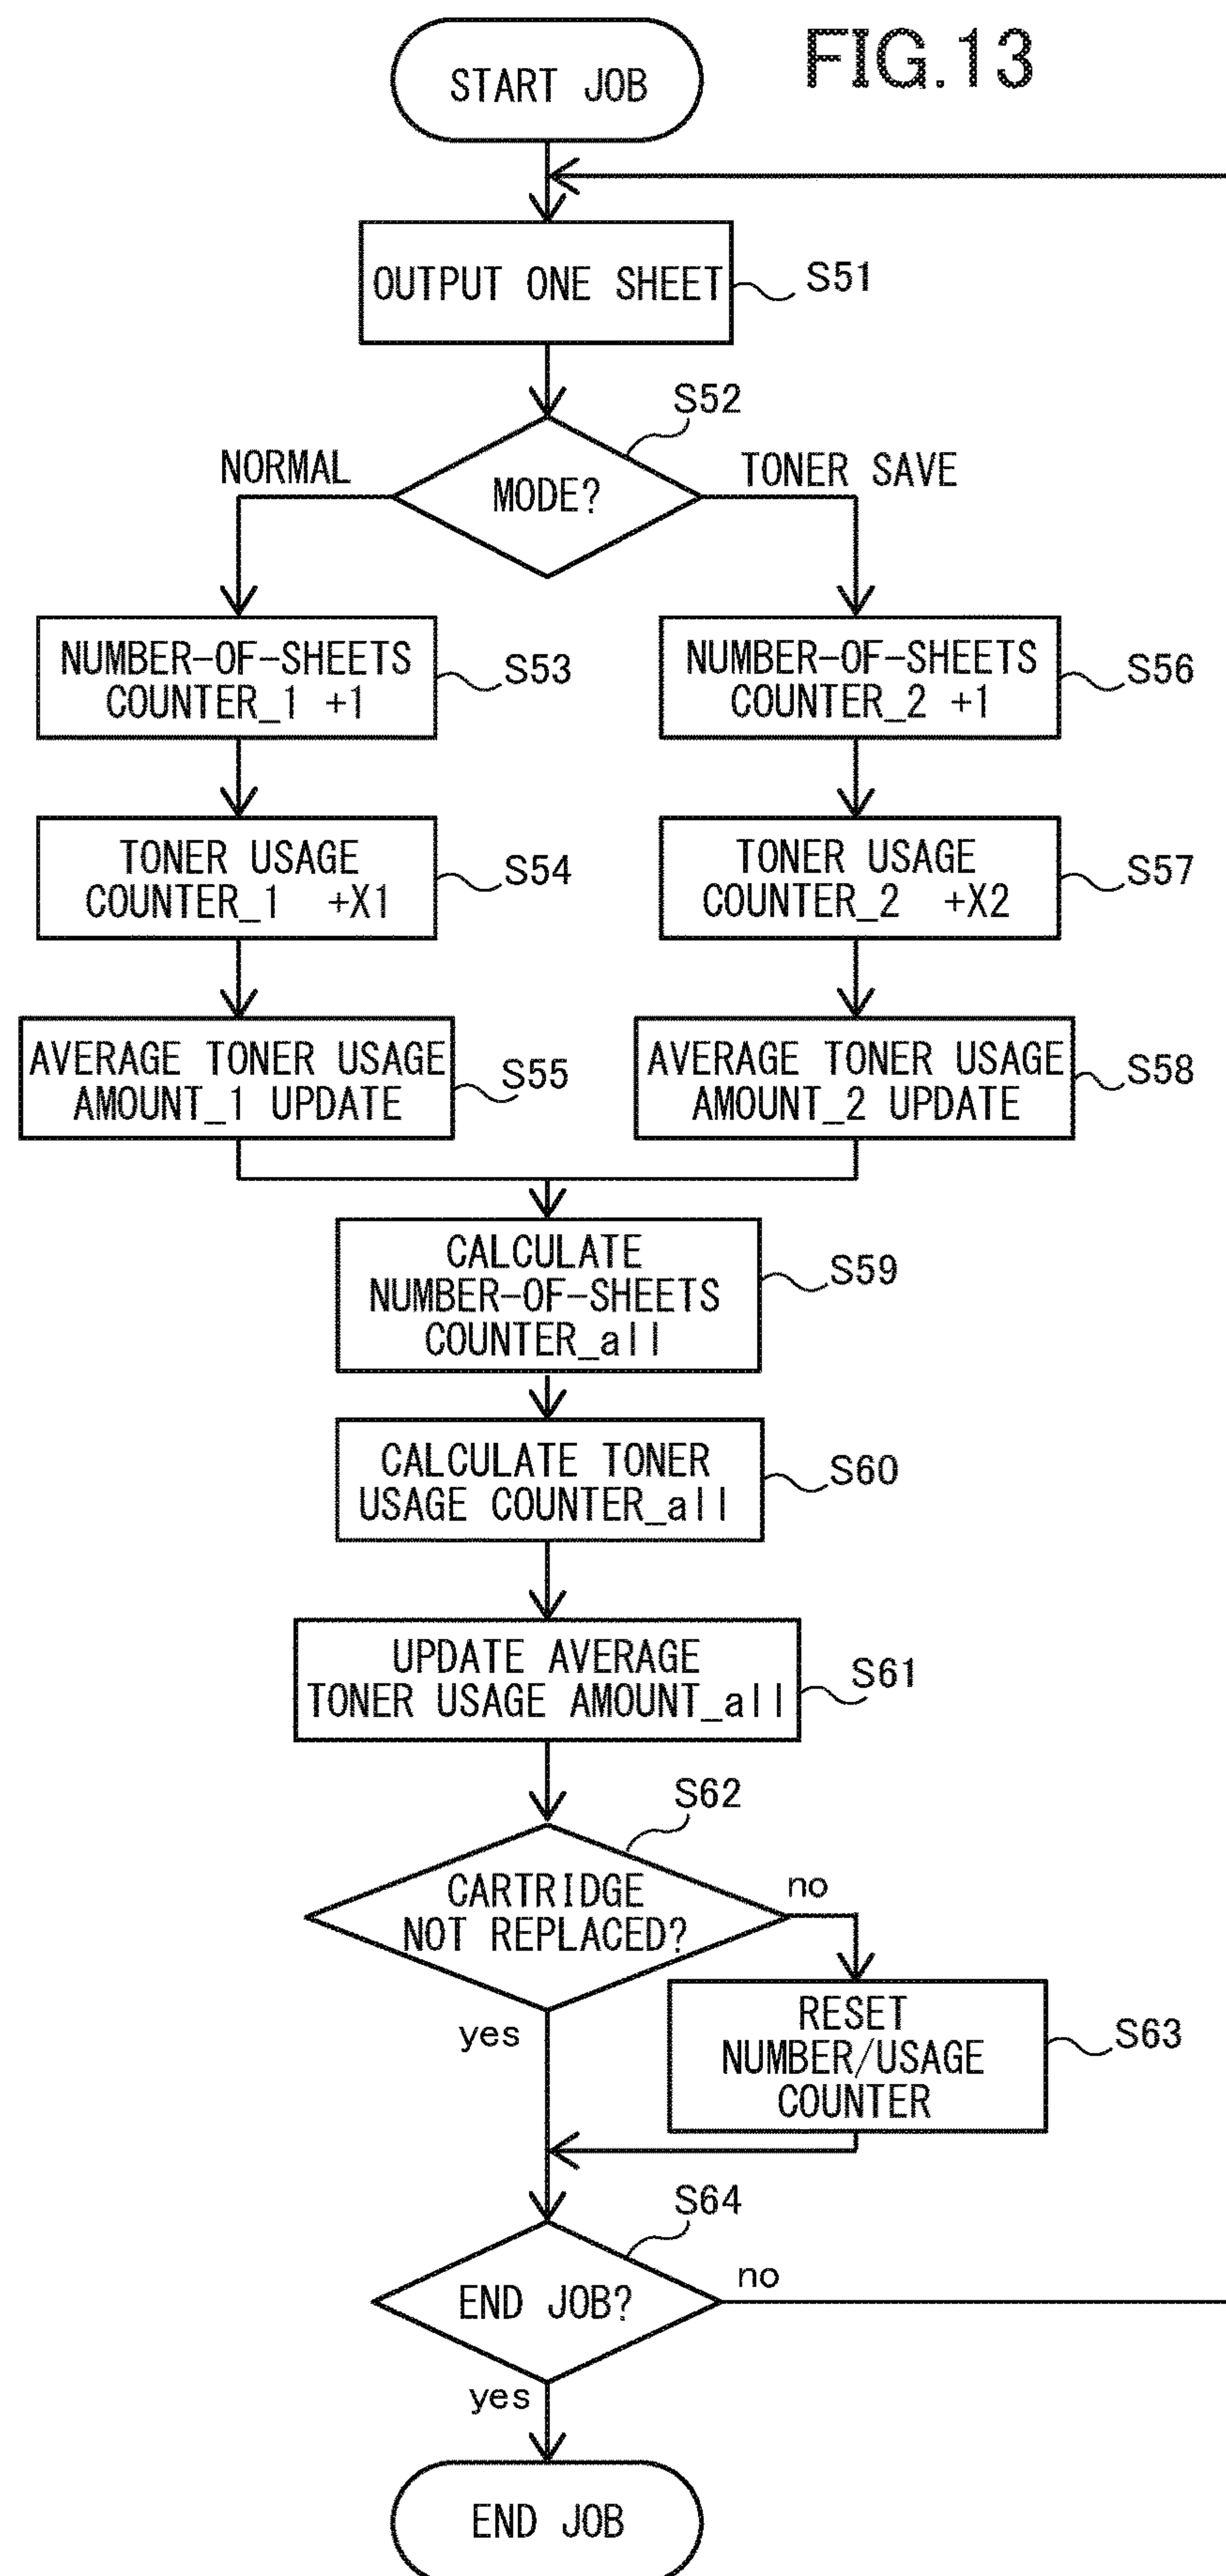 FIG.13
START JOB
OUTPUT ONE SHEET
S51
S52
MODE?
NORMAL
TONER SAVE
NUMBER-OF-SHEETS
COUNTER_1 +1
S53
NUMBER-OF-SHEETS
COUNTER_2 +1
S56
TONER USAGE
COUNTER_1 +X1
S54
TONER USAGE
COUNTER_2 +X2
S57
AVERAGE TONER USAGE
AMOUNT_1 UPDATE
S55
AVERAGE TONER USAGE
AMOUNT_2 UPDATE
S58
CALCULATE
NUMBER-OF-SHEETS
COUNTER_all
S59
CALCULATE TONER
USAGE COUNTER_all
S60
UPDATE AVERAGE
TONER USAGE AMOUNT_all
S61
S62
CARTRIDGE
NOT REPLACED?
no
yes
RESET
NUMBER/USAGE
COUNTER
S63
S64
END JOB?
no
yes
END JOB